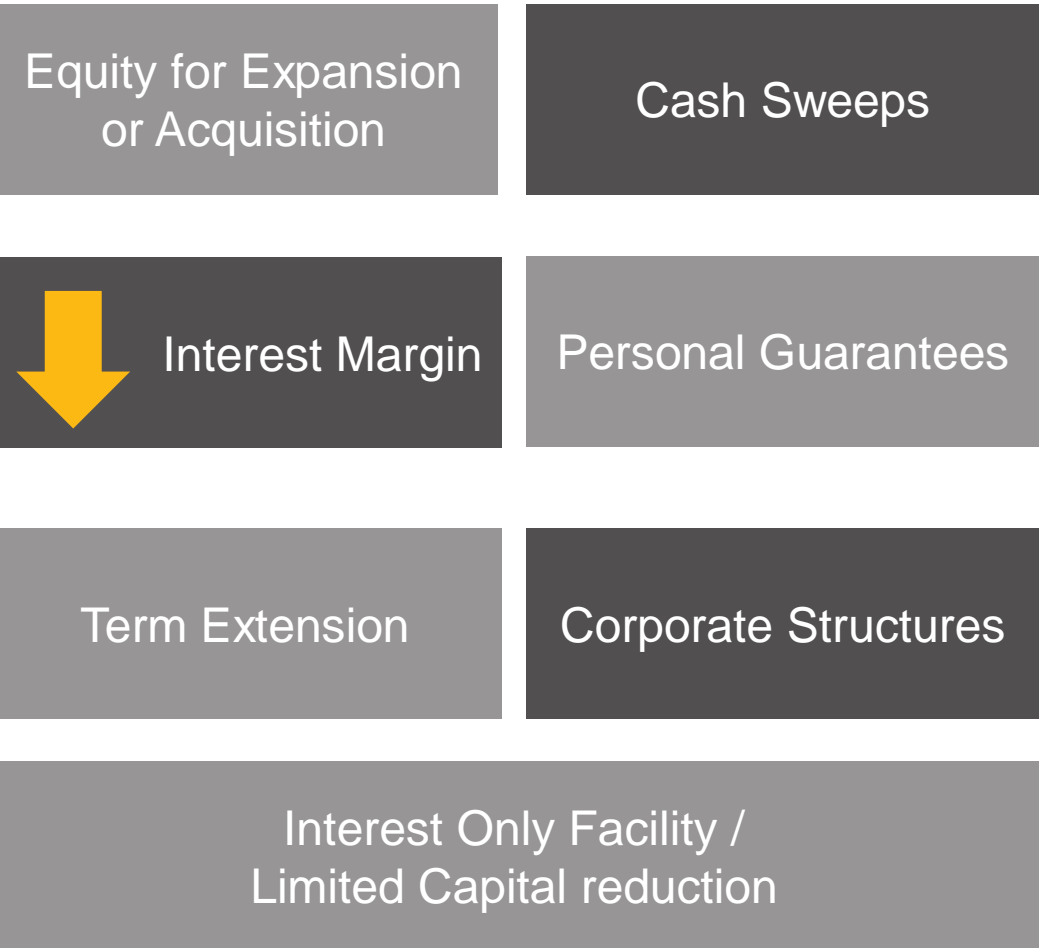 Equity for Expansion
or Acquisition
Cash Sweeps
Interest Margin
Personal Guarantees
Term Extension
Corporate Structures
Interest Only Facility /
Limited Capital reduction